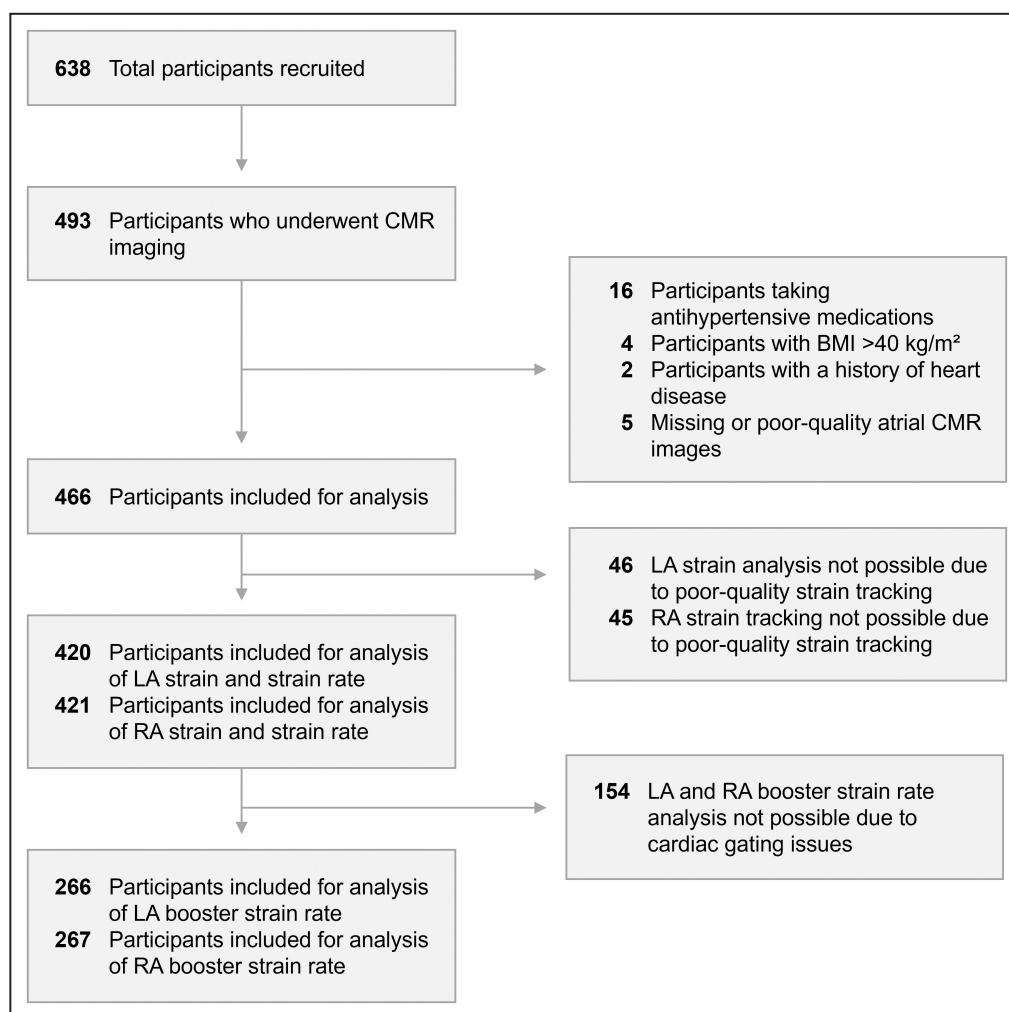 638 Total participants recruited
493 Participants who underwent CMR
imaging
16 Participants taking
antihypertensive medications
4 Participants with BMI >40 kg/m²
2 Participants with a history of heart
disease
5 Missing or poor-quality atrial CMR
images
466 Participants included for analysis
46 LA strain analysis not possible due
to poor-quality strain tracking
45 RA strain tracking not possible due
to poor-quality strain tracking
420 Participants included for analysis
of LA strain and strain rate
421 Participants included for analysis
of RA strain and strain rate
154 LA and RA booster strain rate
analysis not possible due to
cardiac gating issues
266 Participants included for analysis
of LA booster strain rate
267 Participants included for analysis
of RA booster strain rate